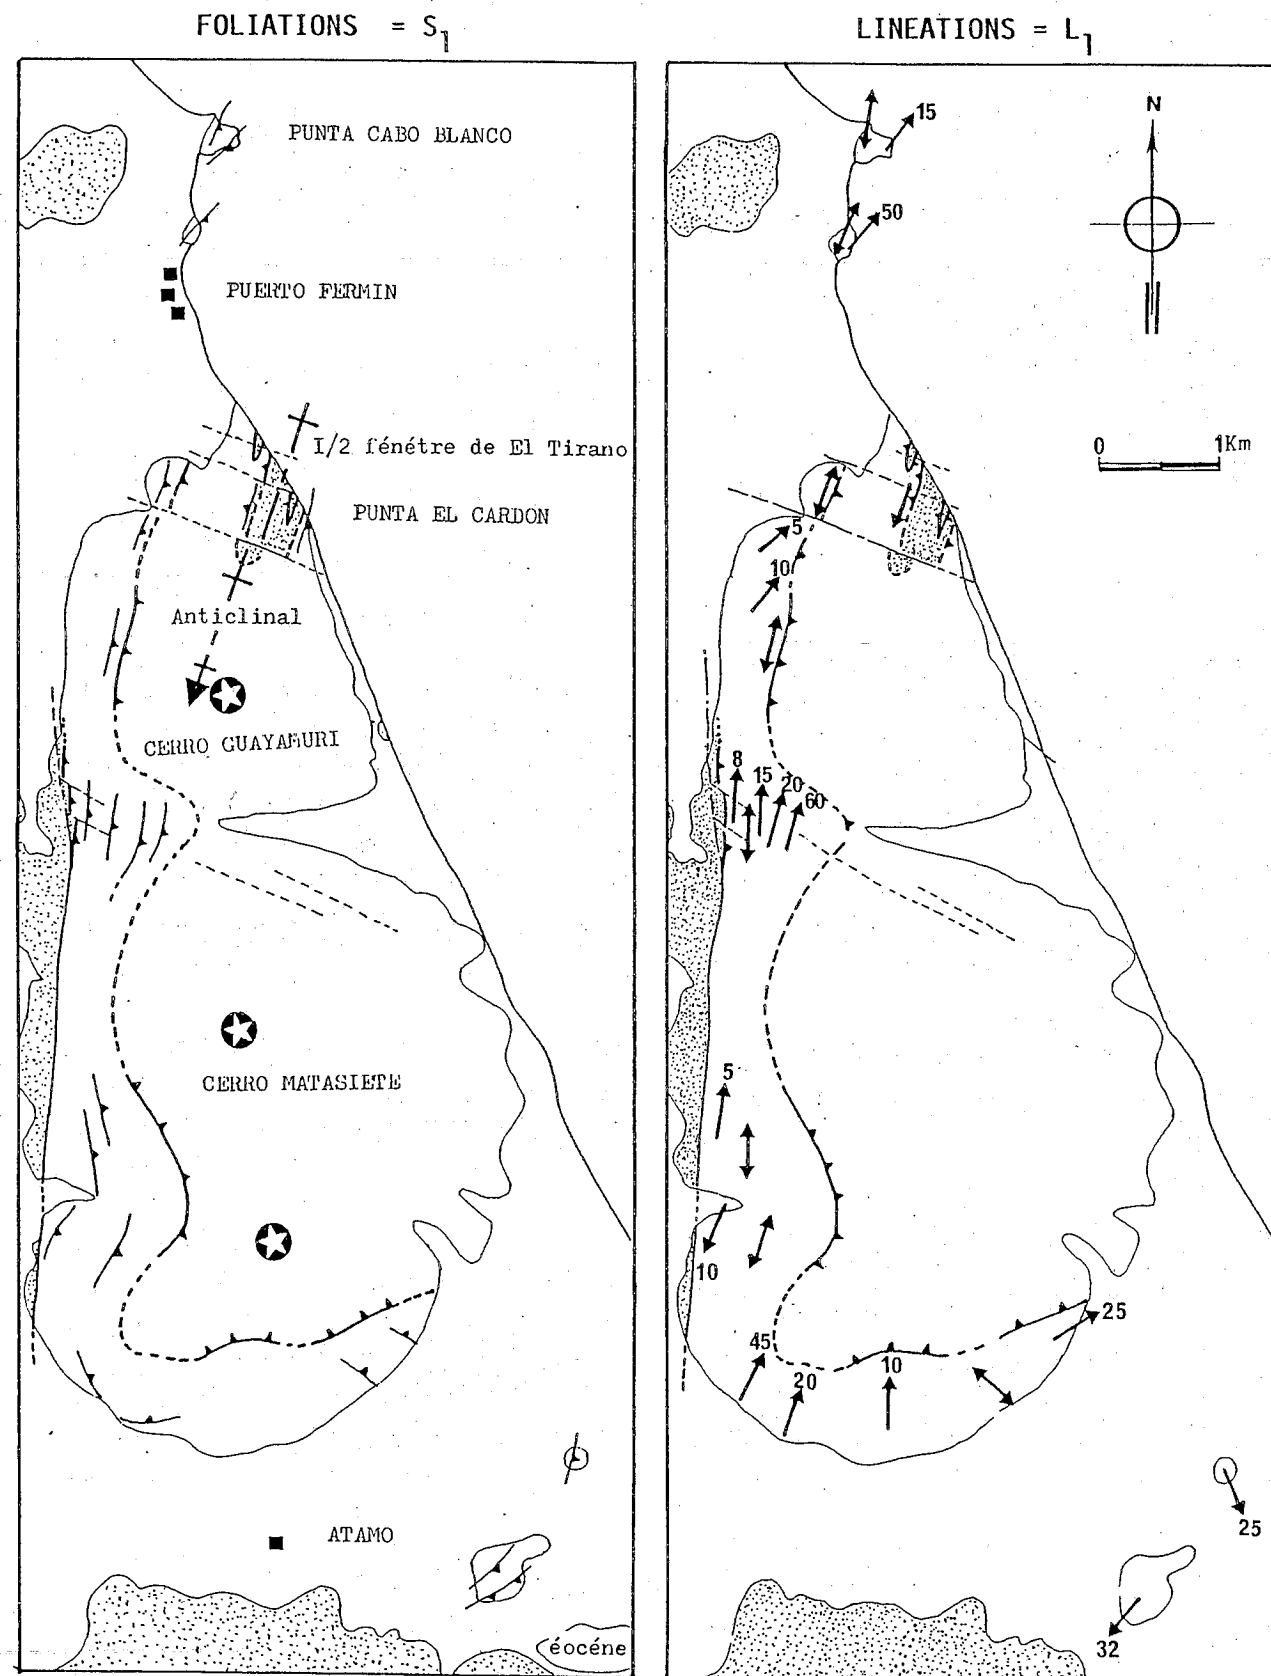 FOLIATIONS = S1
LINEATIONS = L1
PUNTA CABO BLANCO
PUERTO FERMIN
I/2 fénétre de El Tirano
PUNTA EL CARDON
Anticlinal
CERRO GUAYAMURI
CERRO MATASIETE
ATAMO
éocéne
N
0 1Km
15
50
5
10
8
15
20
60
5
10
45
20
10
25
25
32